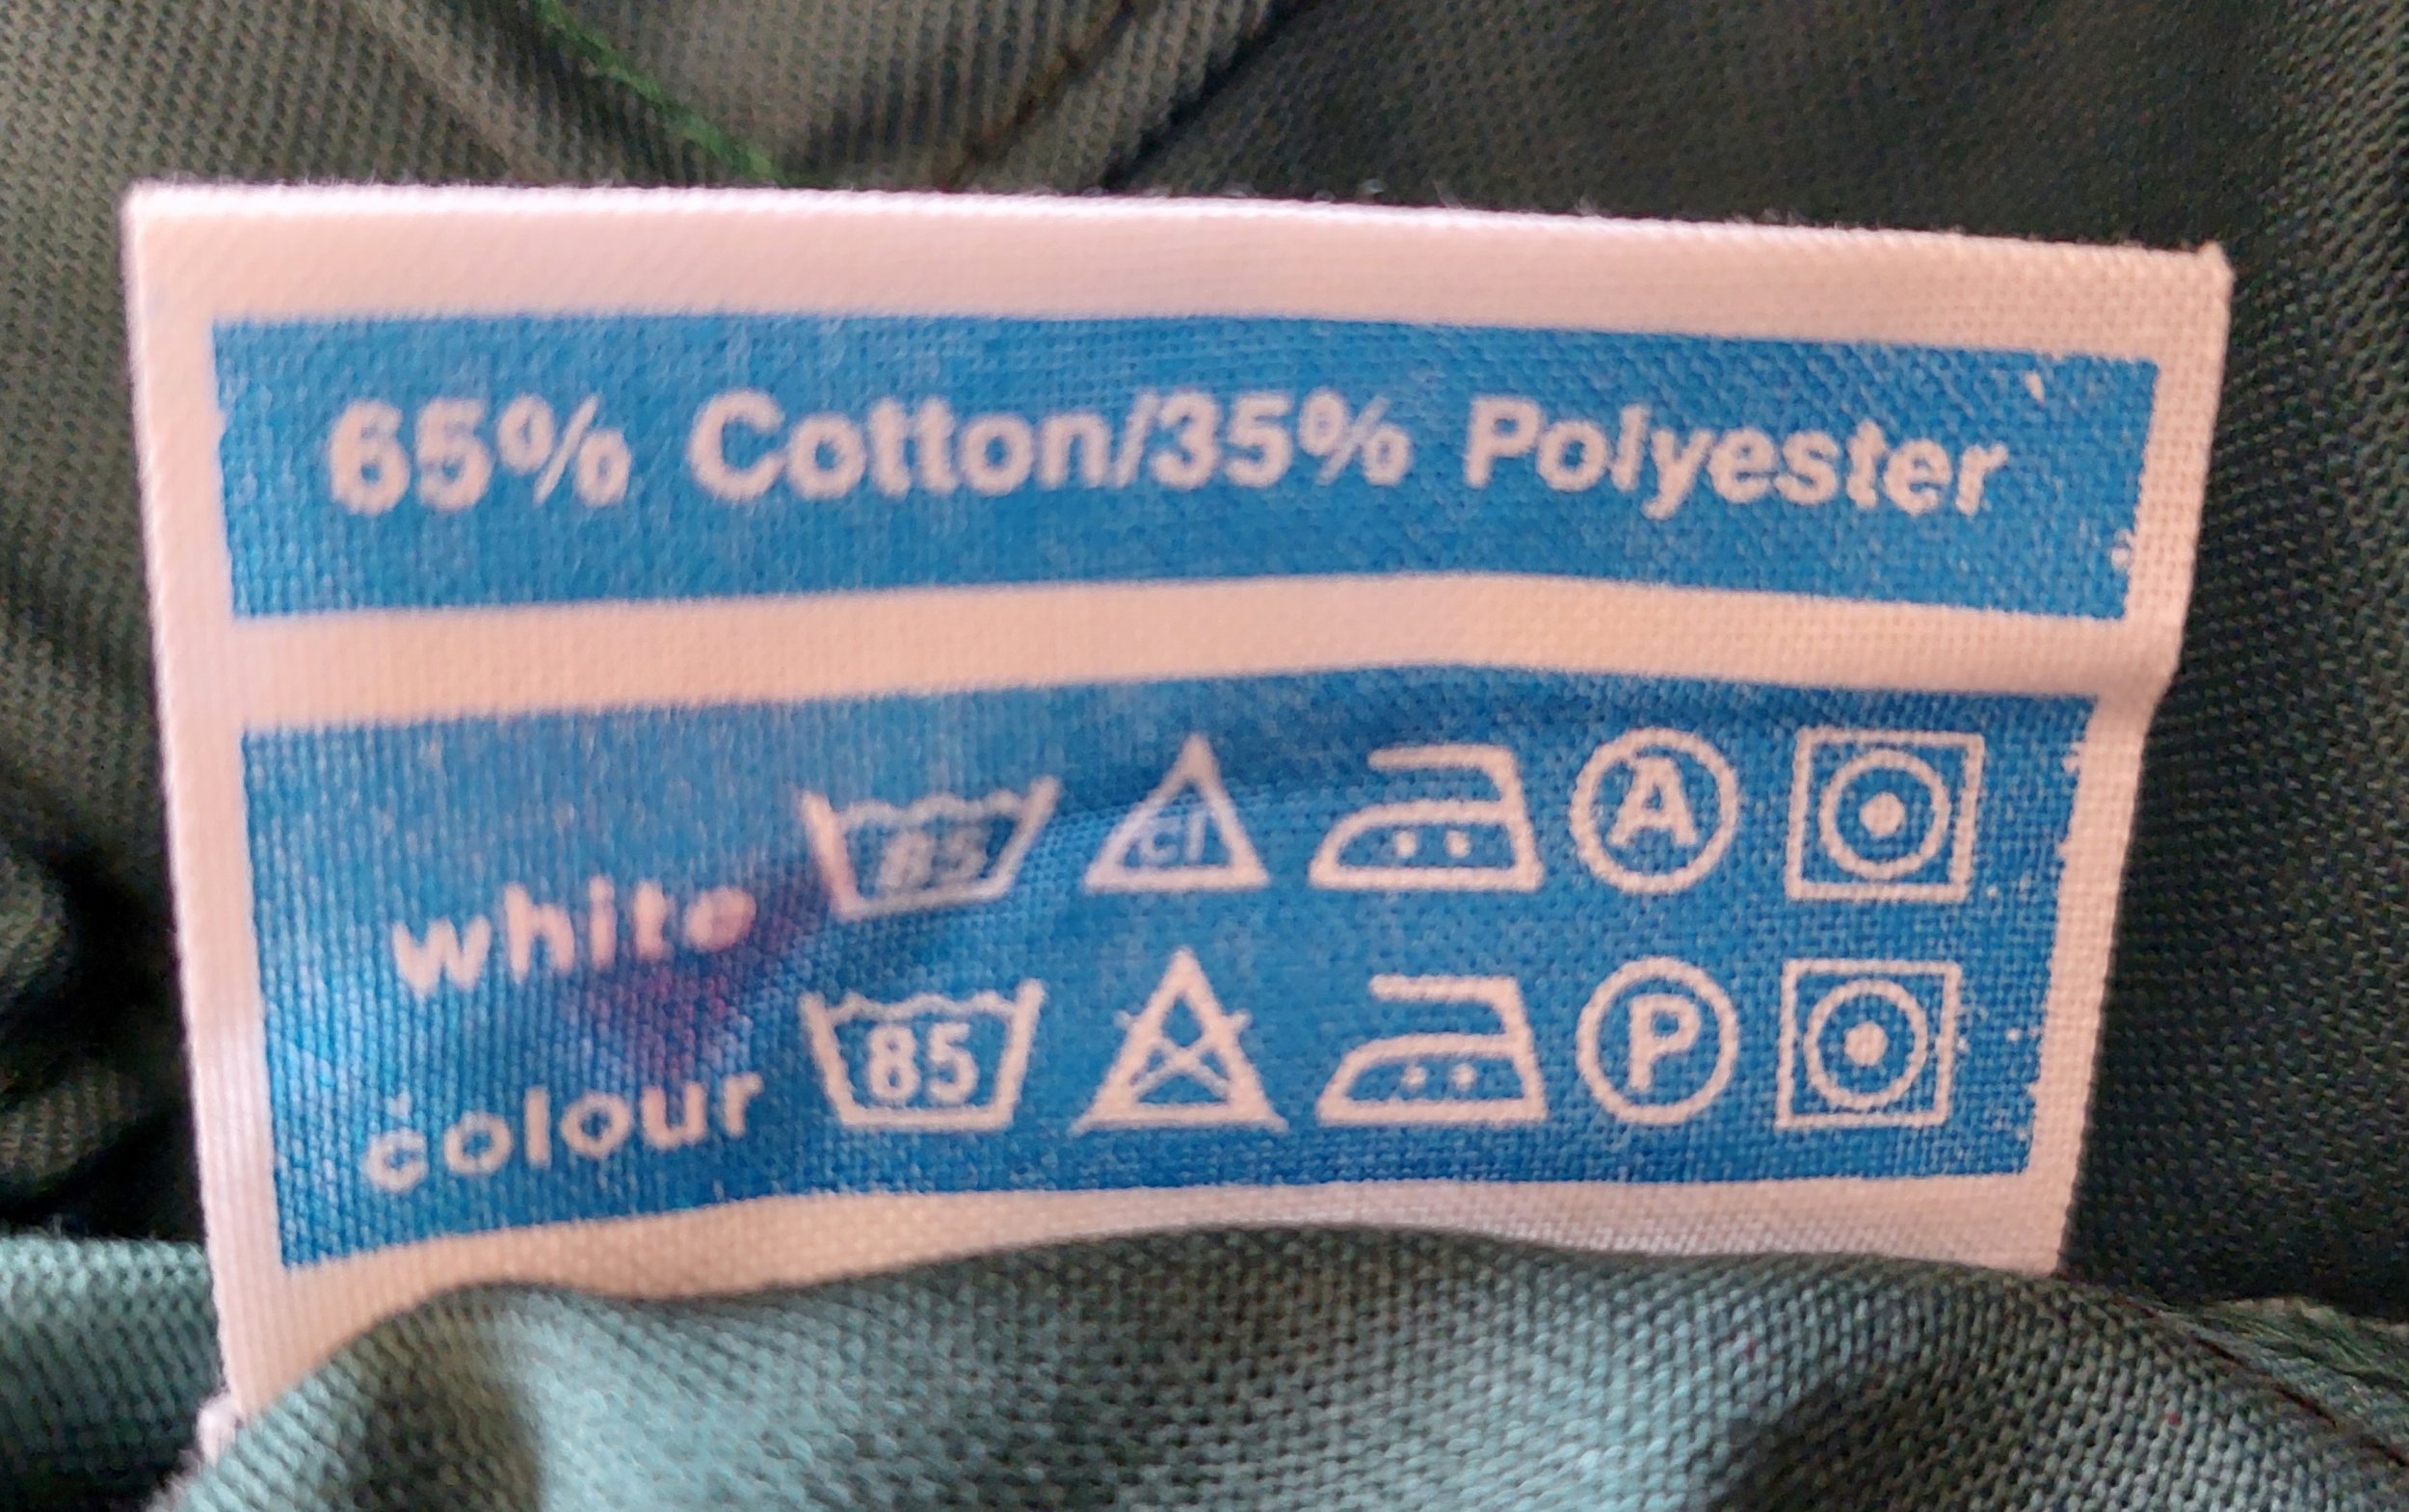 65% Cotton/35% Polyester
white 85 cl A
colour 85 P